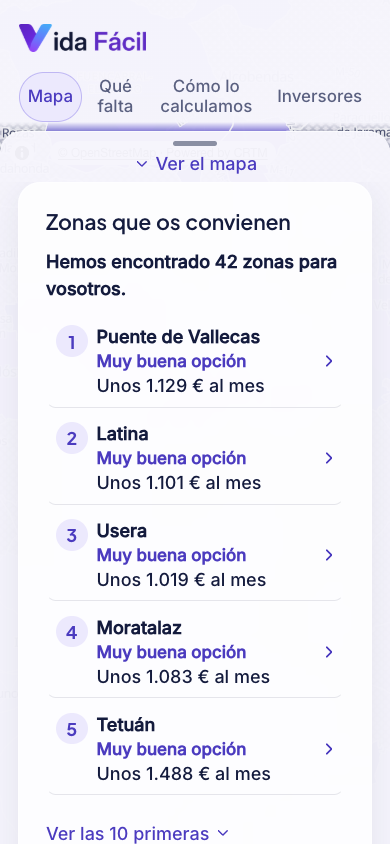 Vida Fácil
Mapa
Qué
falta
Cómo lo
calculamos
Inversores
Ver el mapa
Zonas que os convienen
Hemos encontrado 42 zonas para
vosotros.
1
Puente de Vallecas
Muy buena opción
Unos 1.129 € al mes
2
Latina
Muy buena opción
Unos 1.101 € al mes
3
Usera
Muy buena opción
Unos 1.019 € al mes
4
Moratalaz
Muy buena opción
Unos 1.083 € al mes
5
Tetuán
Muy buena opción
Unos 1.488 € al mes
Ver las 10 primeras